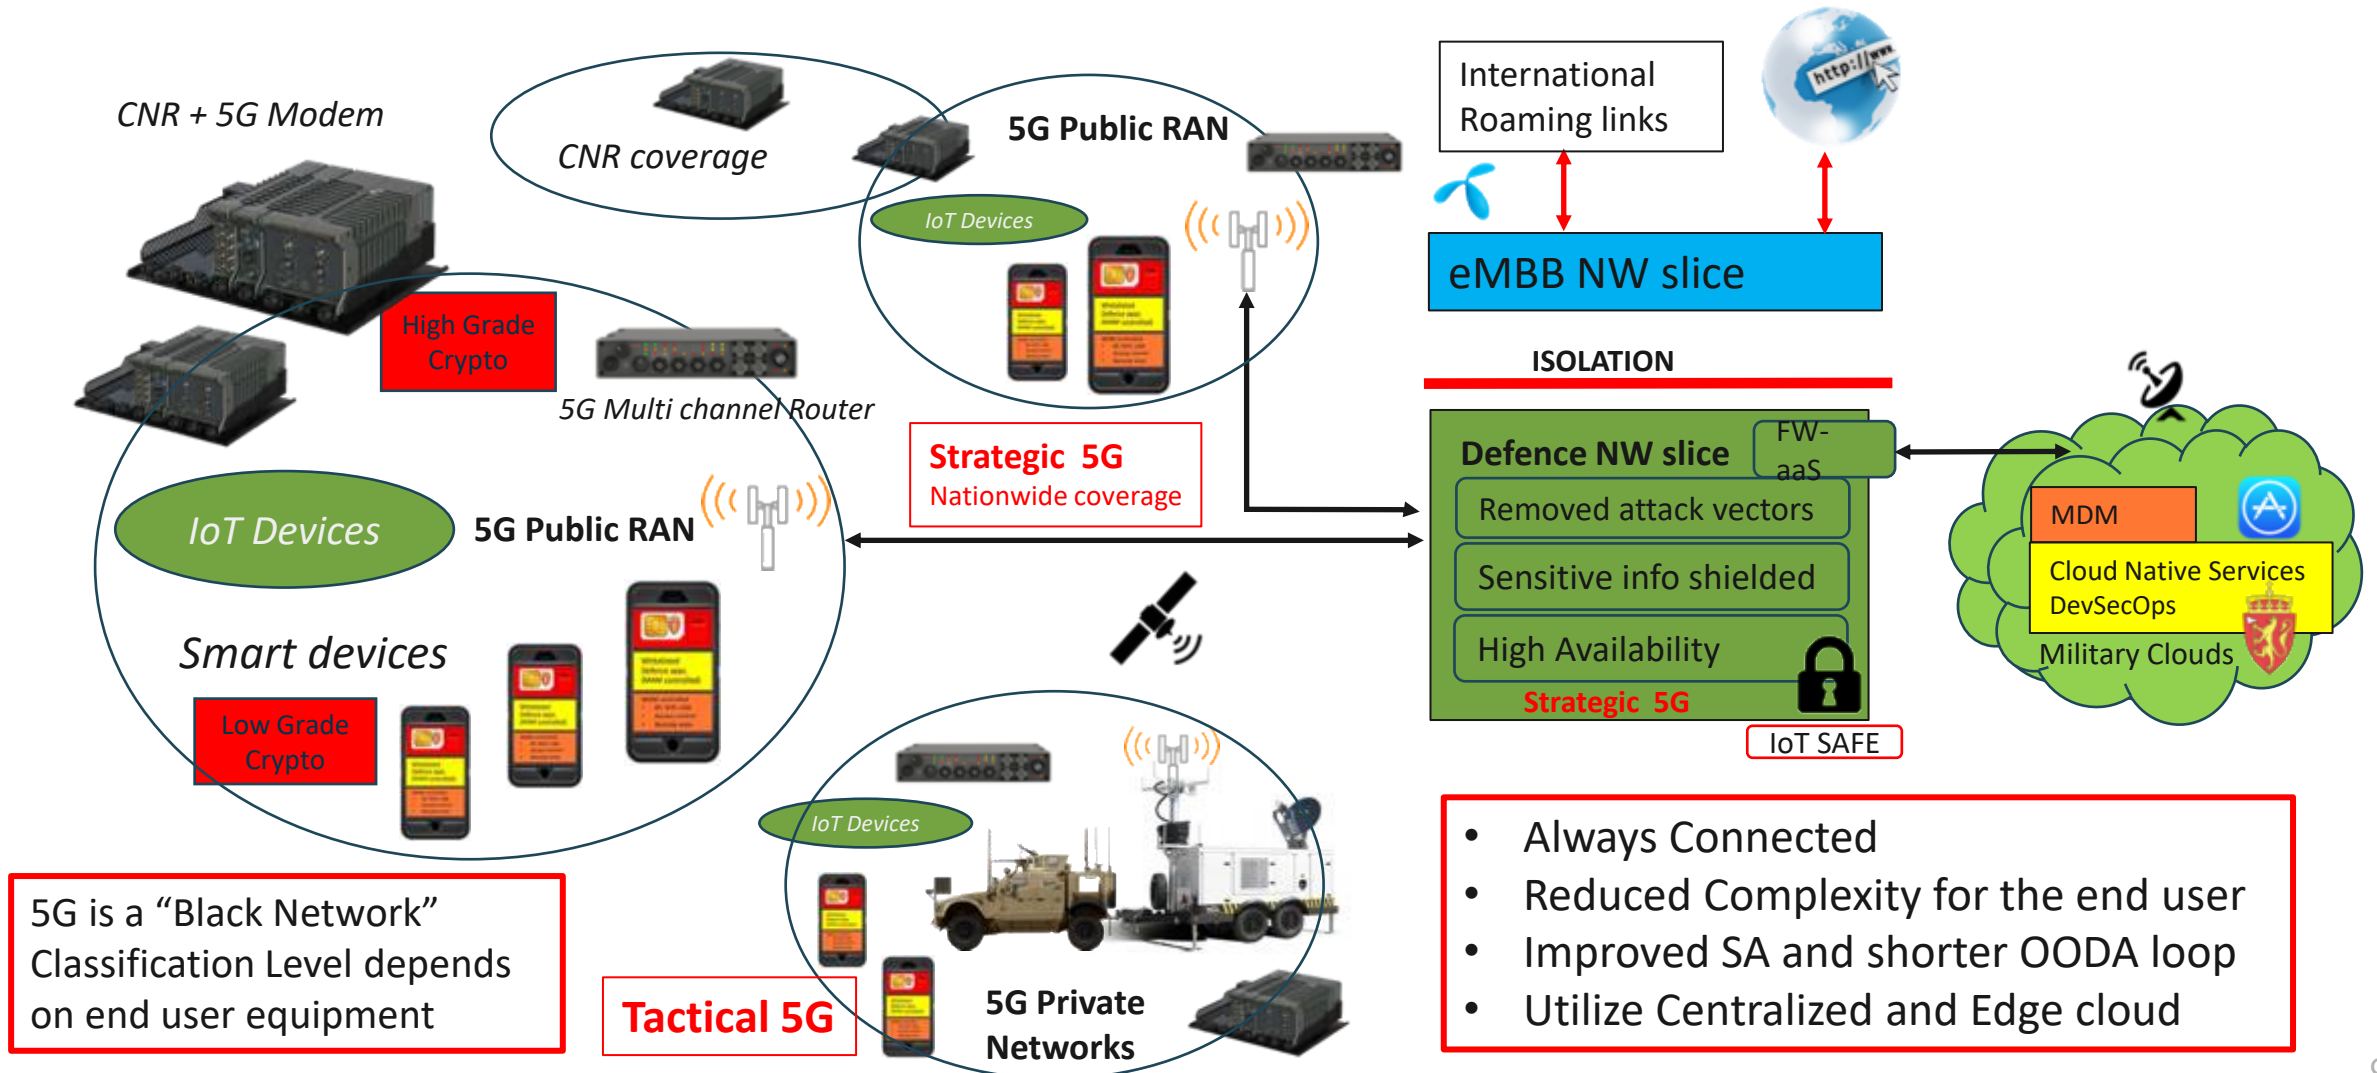 CNR + 5G Modem
CNR coverage
5G Public RAN
IoT Devices
International
Roaming links
http://www.
eMBB NW slice
High Grade
Crypto
5G Multi channel Router
ISOLATION
Strategic 5G
Nationwide coverage
Defence NW slice
FW-
aaS
Removed attack vectors
Sensitive info shielded
High Availability
Strategic 5G
IoT SAFE
MDM
Cloud Native Services
DevSecOps
Military Clouds
IoT Devices
5G Public RAN
Smart devices
Low Grade
Crypto
IoT Devices
5G Private
Networks
Tactical 5G
5G is a “Black Network”
Classification Level depends
on end user equipment
• Always Connected
• Reduced Complexity for the end user
• Improved SA and shorter OODA loop
• Utilize Centralized and Edge cloud